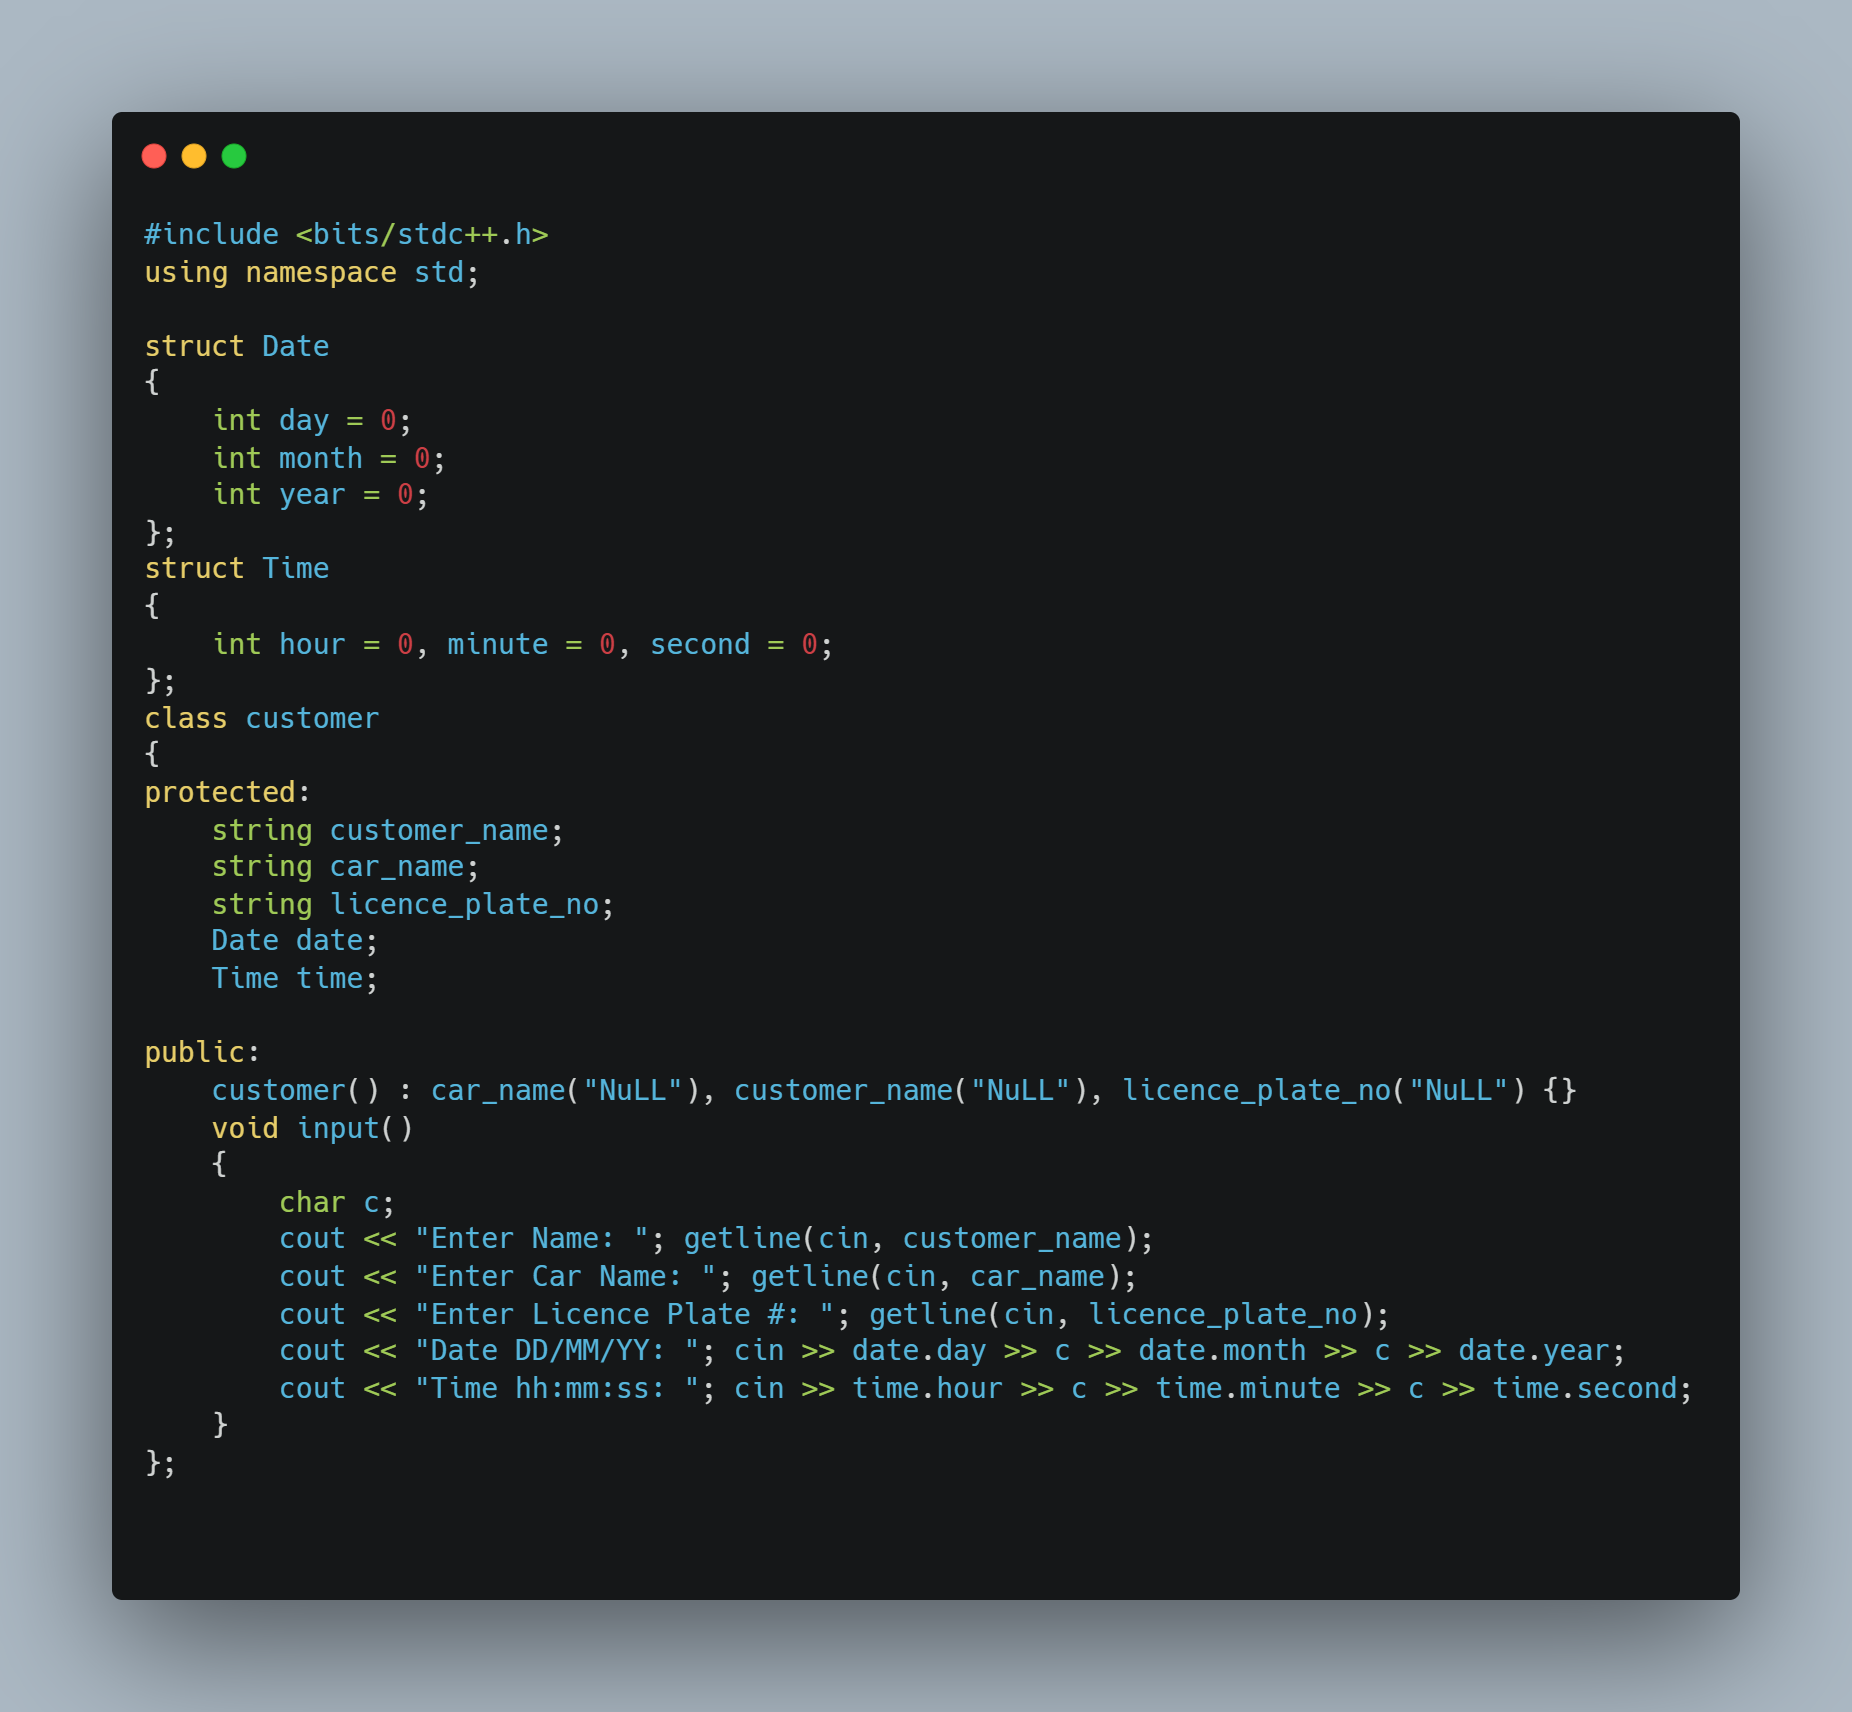 #include <bits/stdc++.h>
using namespace std;

struct Date
{
    int day = 0;
    int month = 0;
    int year = 0;
};
struct Time
{
    int hour = 0, minute = 0, second = 0;
};
class customer
{
protected:
    string customer_name;
    string car_name;
    string licence_plate_no;
    Date date;
    Time time;

public:
    customer() : car_name("NuLL"), customer_name("NuLL"), licence_plate_no("NuLL") {}
    void input()
    {
        char c;
        cout << "Enter Name: "; getline(cin, customer_name);
        cout << "Enter Car Name: "; getline(cin, car_name);
        cout << "Enter Licence Plate #: "; getline(cin, licence_plate_no);
        cout << "Date DD/MM/YY: "; cin >> date.day >> c >> date.month >> c >> date.year;
        cout << "Time hh:mm:ss: "; cin >> time.hour >> c >> time.minute >> c >> time.second;
    }
};